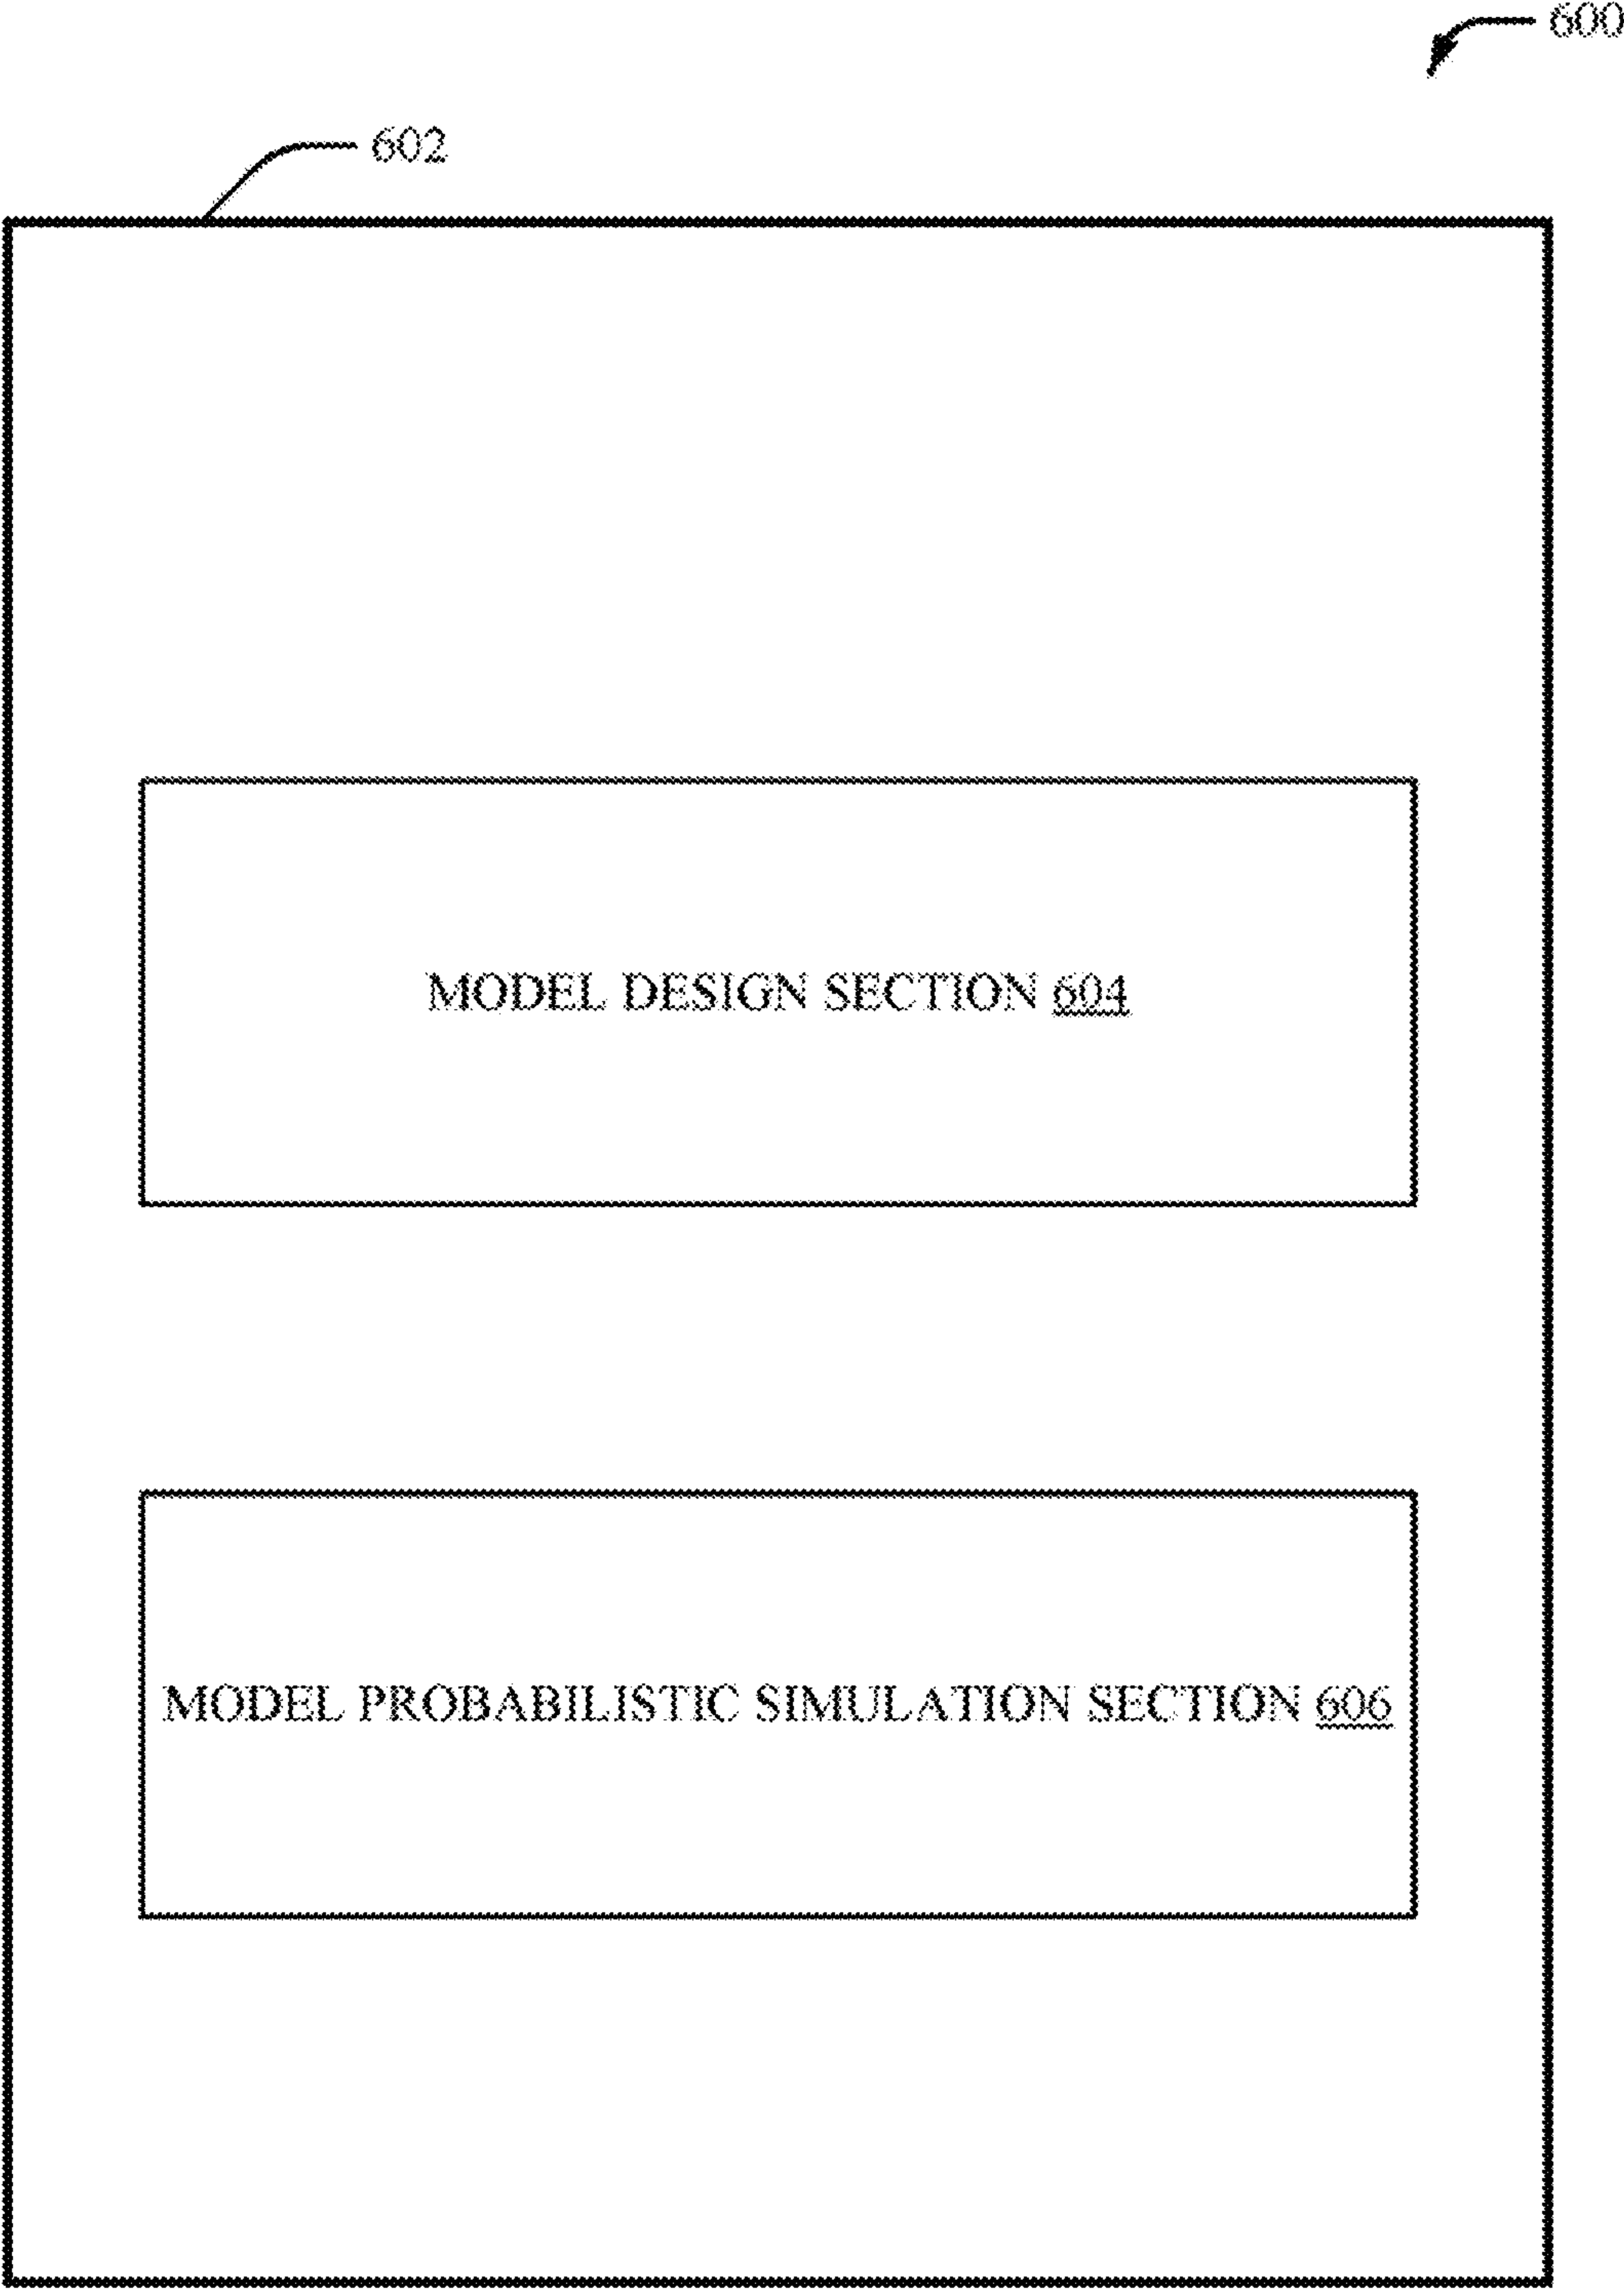 600
602
MODEL DESIGN SECTION 604
MODEL PROBABILISTIC SIMULATION SECTION 606